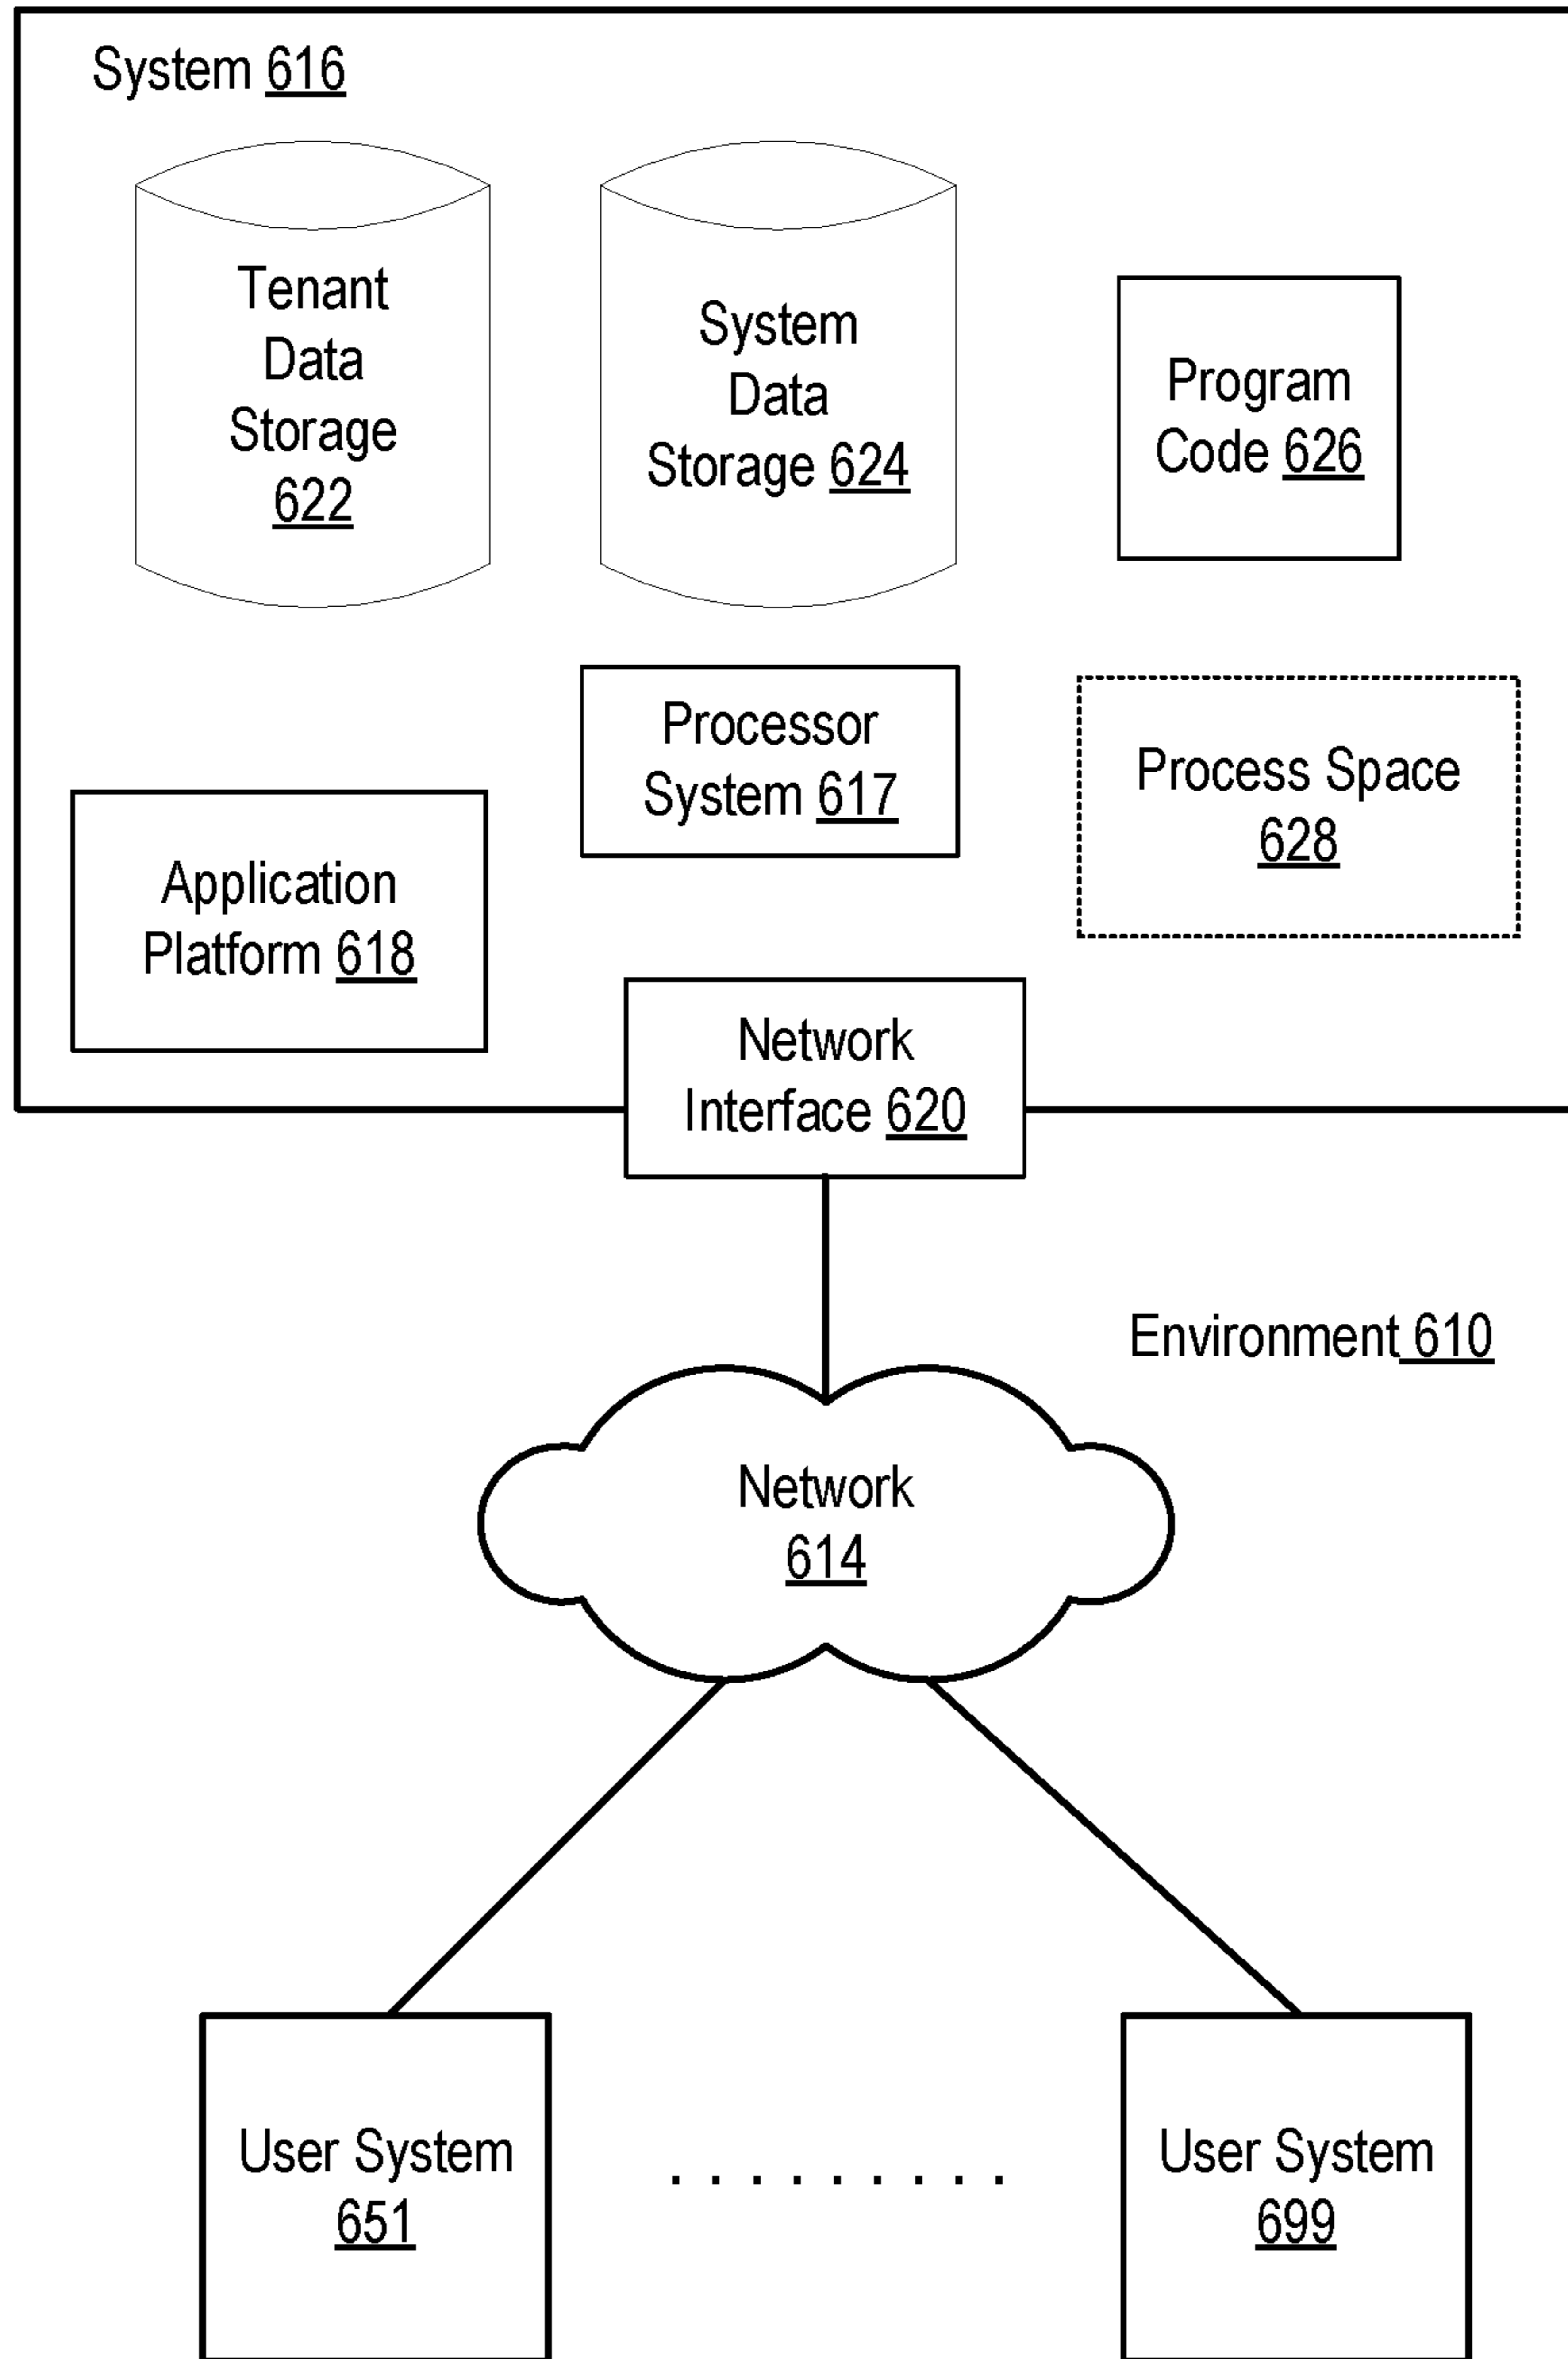 System 616
Tenant
Data
Storage
622
System
Data
Storage 624
Program
Code 626
Processor
System 617
Process Space
628
Application
Platform 618
Network
Interface 620
Environment 610
Network
614
User System
651
User System
699